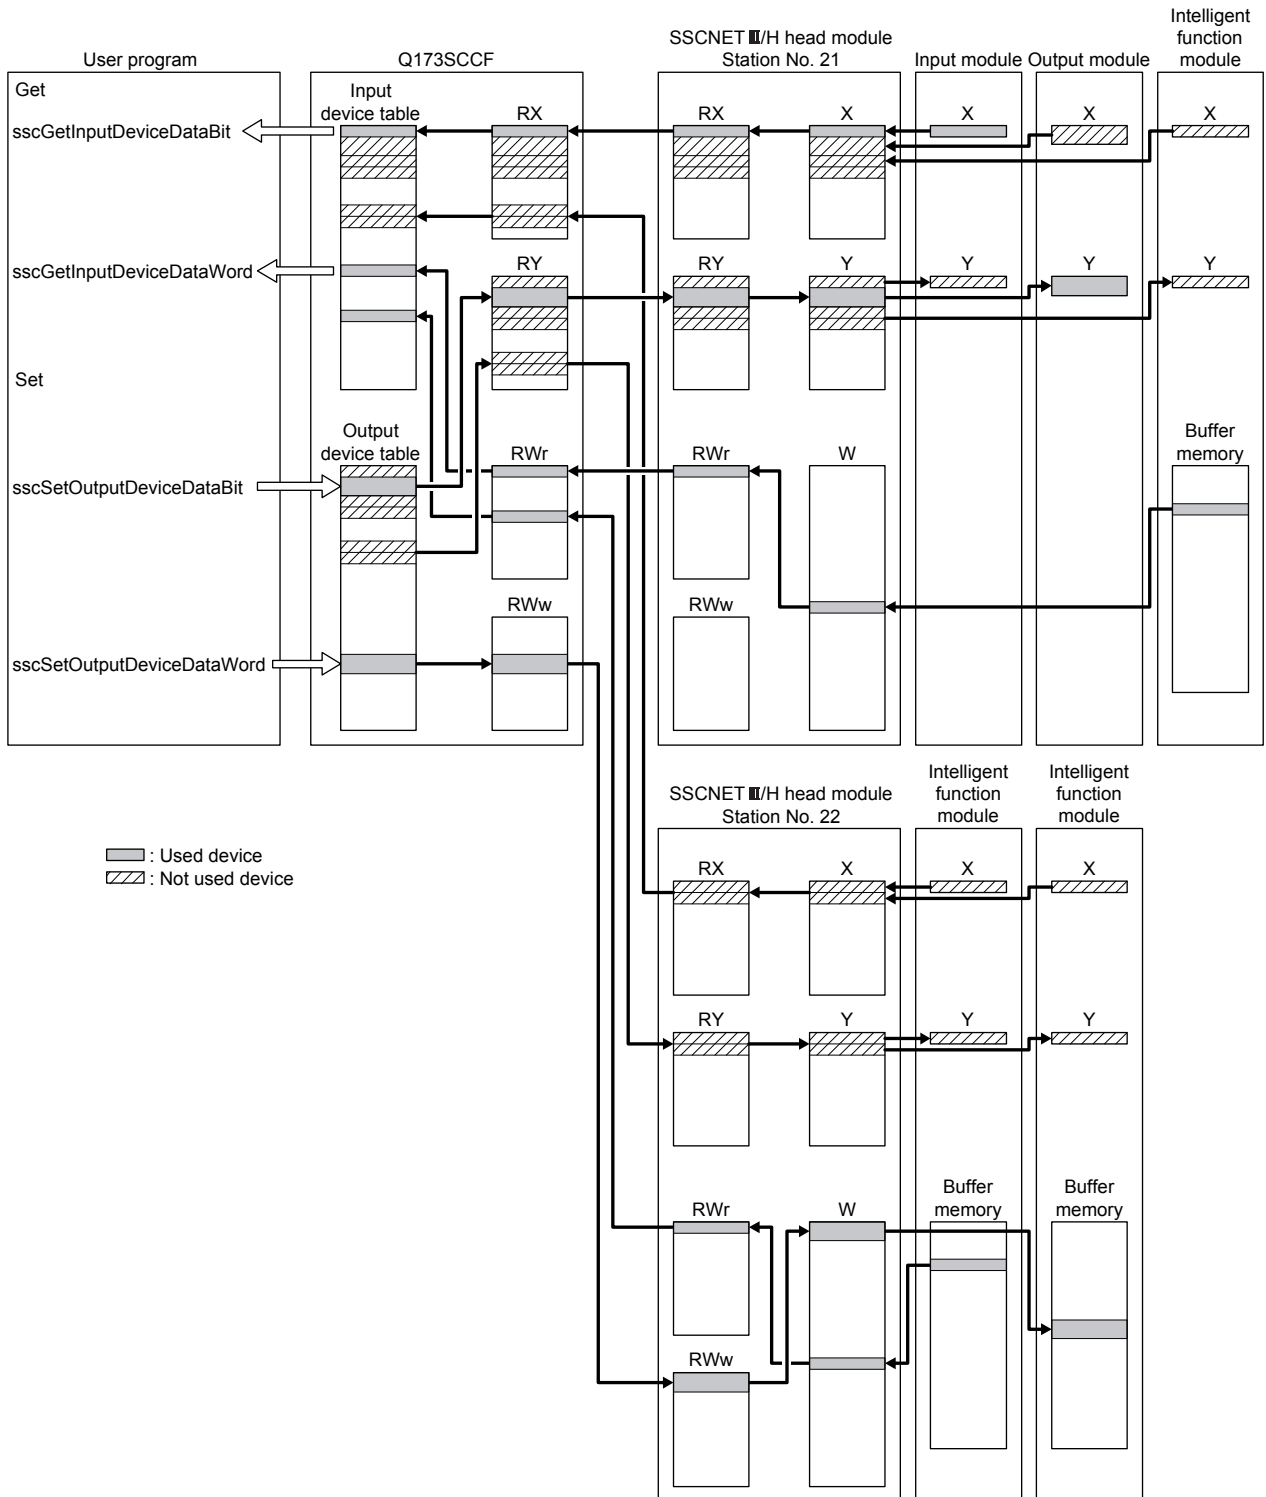 User program
Q173SCCF
SSCNET Ⅲ/H head module
Station No. 21
Input module
Output module
Intelligent
function
module
Get
Input
device table
RX
RX
X
X
X
X
sscGetInputDeviceDataBit
sscGetInputDeviceDataWord
RY
RY
Y
Y
Y
Y
Set
Output
device table
RWr
RWr
W
Buffer
memory
sscSetOutputDeviceDataBit
RWw
RWw
sscSetOutputDeviceDataWord
SSCNET Ⅲ/H head module
Station No. 22
Intelligent
function
module
Intelligent
function
module
: Used device
: Not used device
RX
X
X
X
RY
Y
Y
Y
RWr
W
Buffer
memory
Buffer
memory
RWw